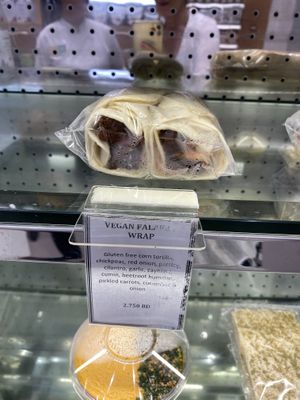 VEGAN FALAFEL
WRAP
Gluten free corn tortilla,
chickpeas, red onion, parsley,
cilantro, garlic,
cumin, beetroot hummus,
pickled carrots, cucumber &
onion
2.750 BD